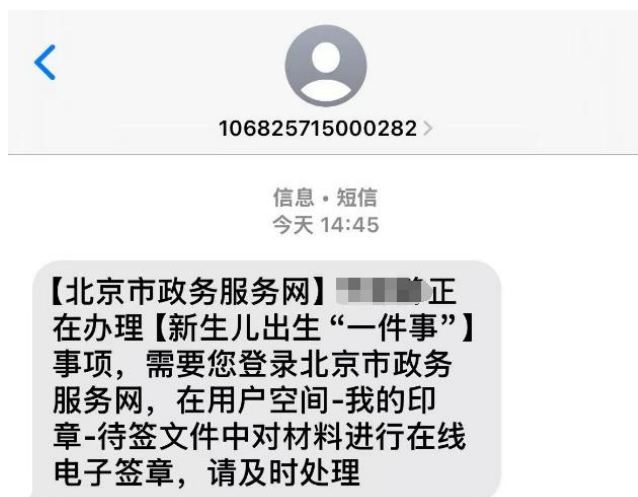 106825715000282
信息・短信
今天 14:45
【北京市政务服务网】 正
在办理【新生儿出生“一件事”】
事项，需要您登录北京市政务
服务网，在用户空间-我的印
章-待签文件中对材料进行在线
电子签章，请及时处理